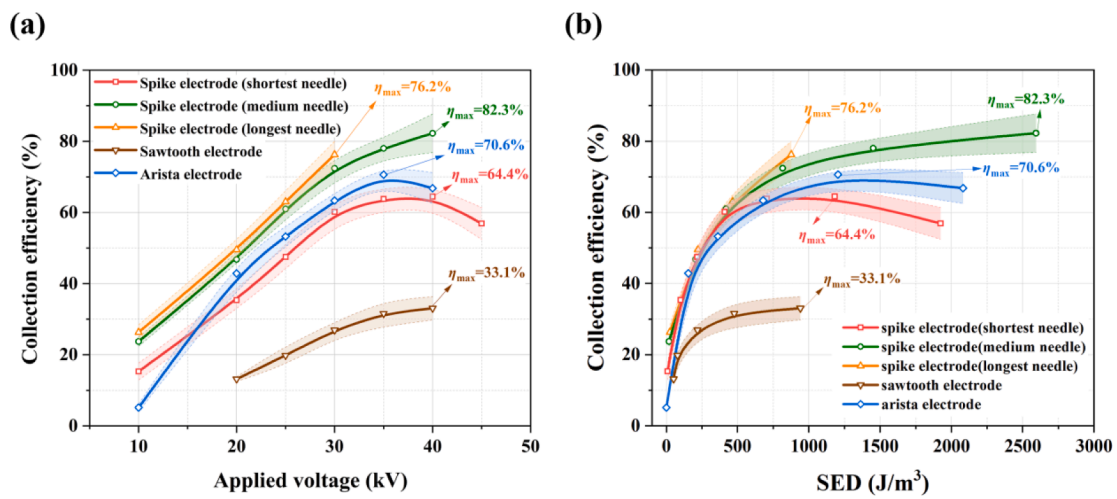 (a)
Collection efficiency (%)
100
80
60
40
20
0
10
20
30
40
50
Applied voltage (kV)
Spike electrode (shortest needle)
Spike electrode (medium needle)
Spike electrode (longest needle)
Sawtooth electrode
Arista electrode
ηmax=76.2%
ηmax=82.3%
ηmax=70.6%
ηmax=64.4%
ηmax=33.1%
(b)
Collection efficiency (%)
100
80
60
40
20
0
0
500
1000
1500
2000
2500
3000
SED (J/m³)
ηmax=76.2%
ηmax=82.3%
ηmax=70.6%
ηmax=64.4%
ηmax=33.1%
spike electrode(shortest needle)
spike electrode(medium needle)
spike electrode(longest needle)
sawtooth electrode
arista electrode